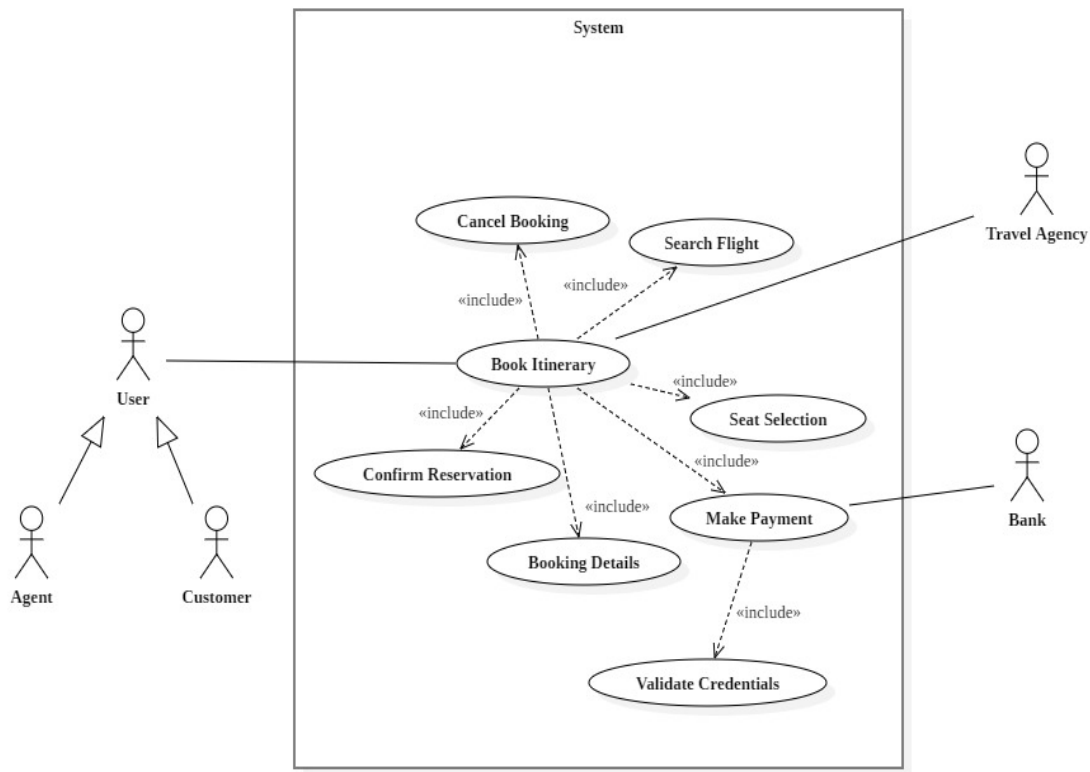 System
Travel Agency
Cancel Booking
Search Flight
«include»
«include»
Book Itinerary
User
«include»
«include»
Seat Selection
Confirm Reservation
«include»
Make Payment
Bank
«include»
Booking Details
Agent
Customer
«include»
Validate Credentials